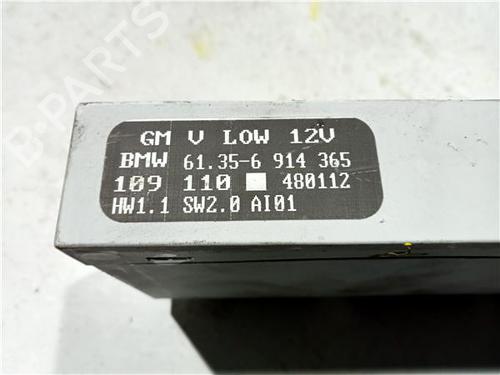 GM V LOW 12V
BMW 61.35-6 914 365
109 110 480112
HW1.1 SW2.0 AI01
B-PARTS